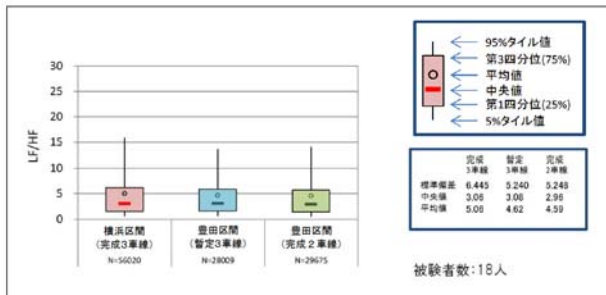 95%タイル値
第3四分位(75%)
平均値
中央値
第1四分位(25%)
5%タイル値
30
25
20
15
10
5
0
LF/HF
横浜区間 豊田区間 豊田区間
(完成3車線) (暫定3車線) (完成2車線)
N=56020 N=28009 N=29675
完成 暫定 完成
3車線 3車線 2車線
標準偏差 6.445 5.240 5.248
中央値 3.06 3.06 2.96
平均値 5.06 4.62 4.59
被験者数:18人